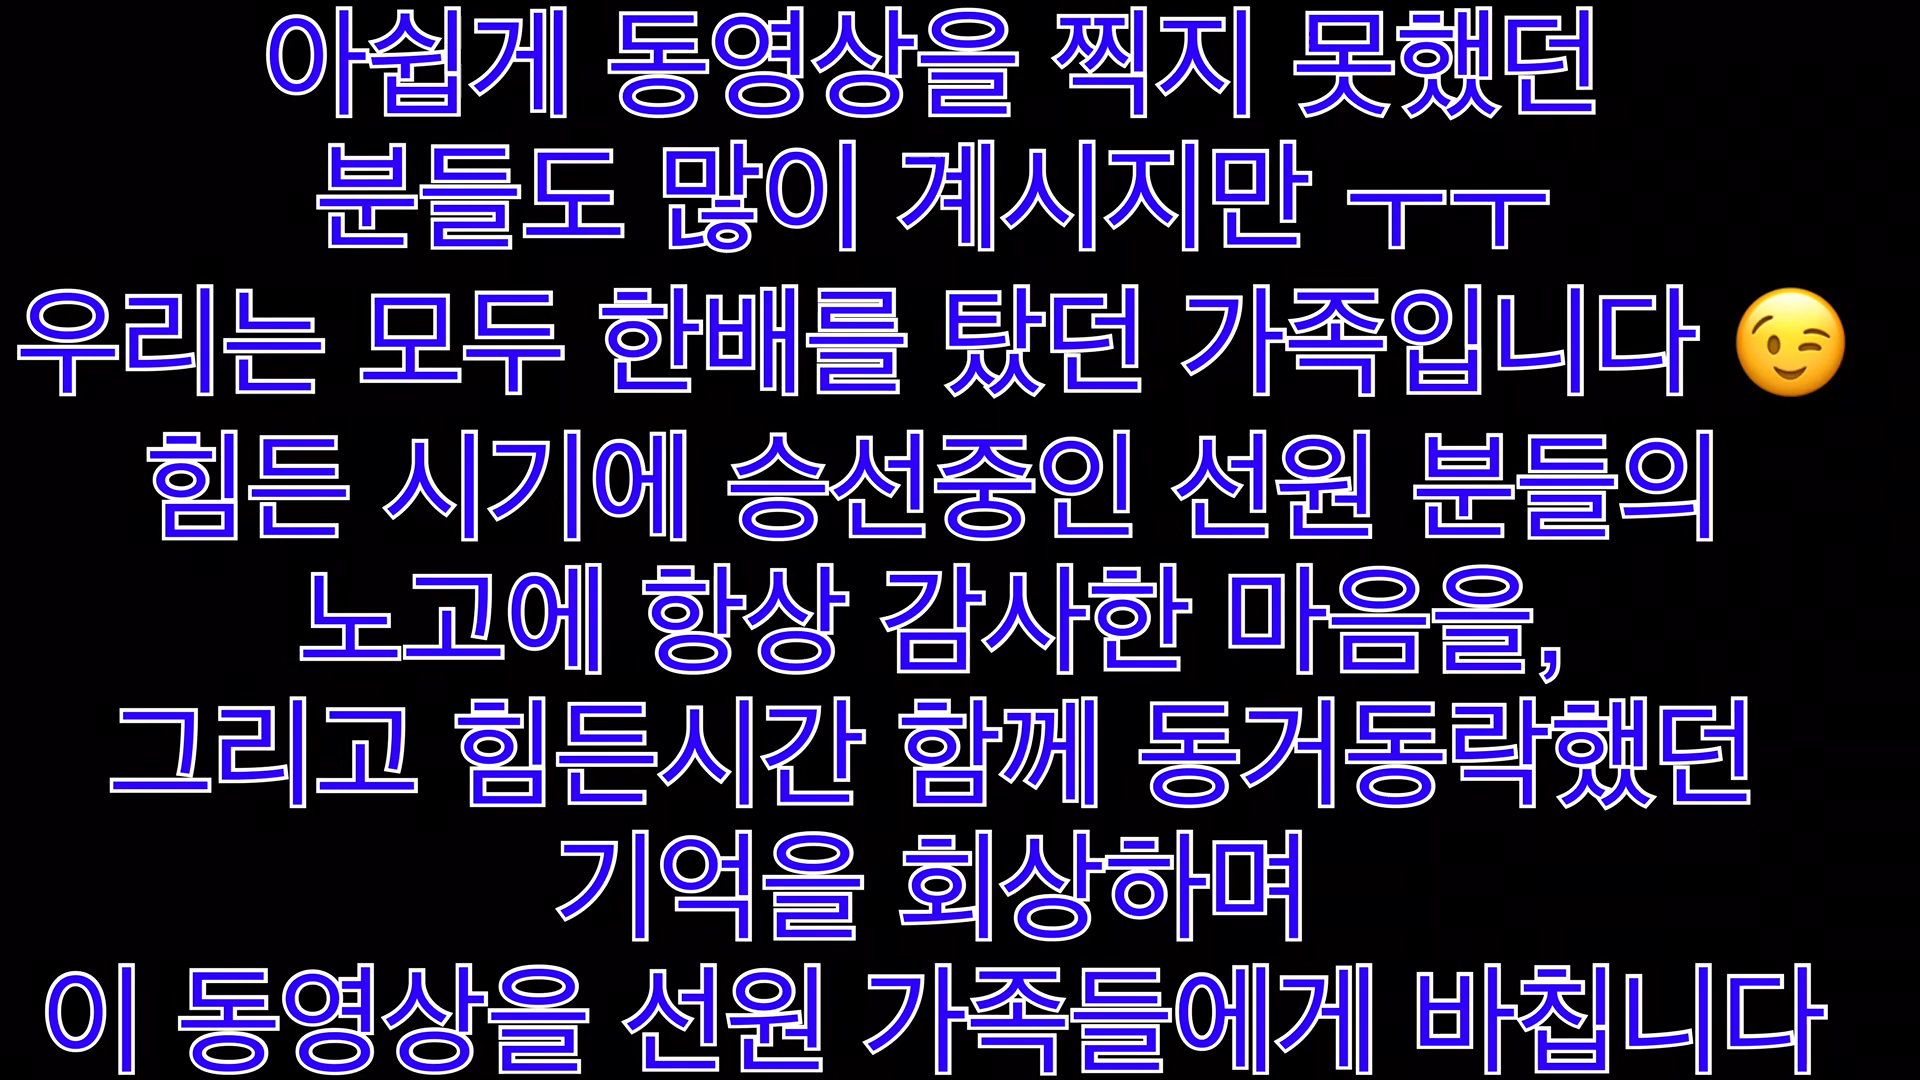 아쉽게 동영상을 찍지 못했던
분들도 많이 계시지만 ㅜㅜ
우리는 모두 한배를 탔던 가족입니다 😉
힘든 시기에 승선중인 선원 분들의
노고에 항상 감사한 마음을,
그리고 힘든시간 함께 동거동락했던
기억을 회상하며
이 동영상을 선원 가족들에게 바칩니다